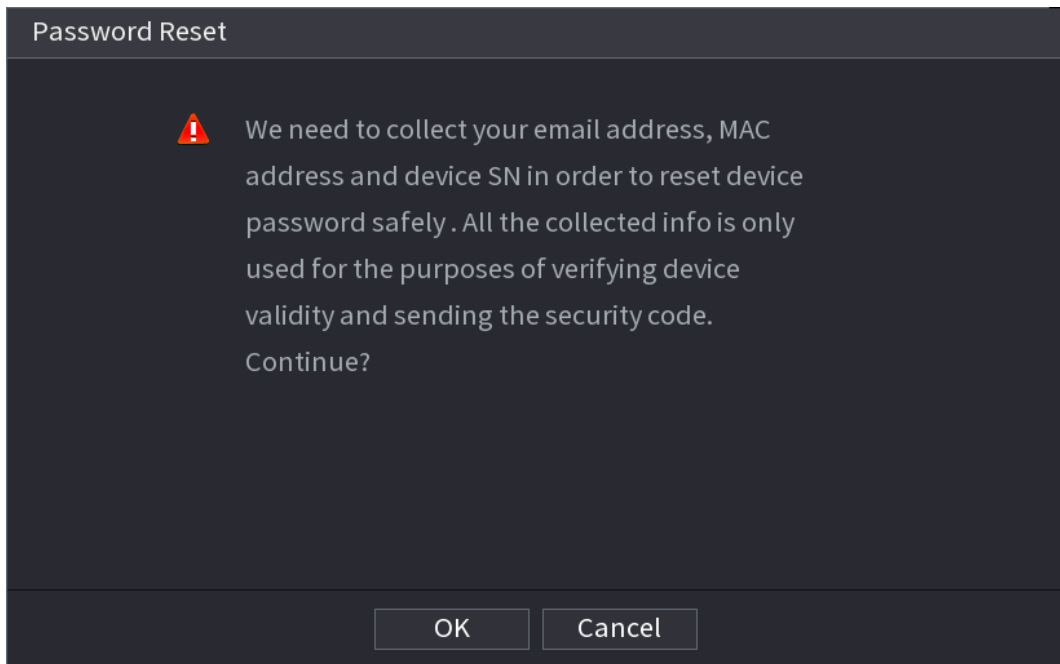 Password Reset
We need to collect your email address, MAC
address and device SN in order to reset device
password safely . All the collected info is only
used for the purposes of verifying device
validity and sending the security code.
Continue?
OK
Cancel